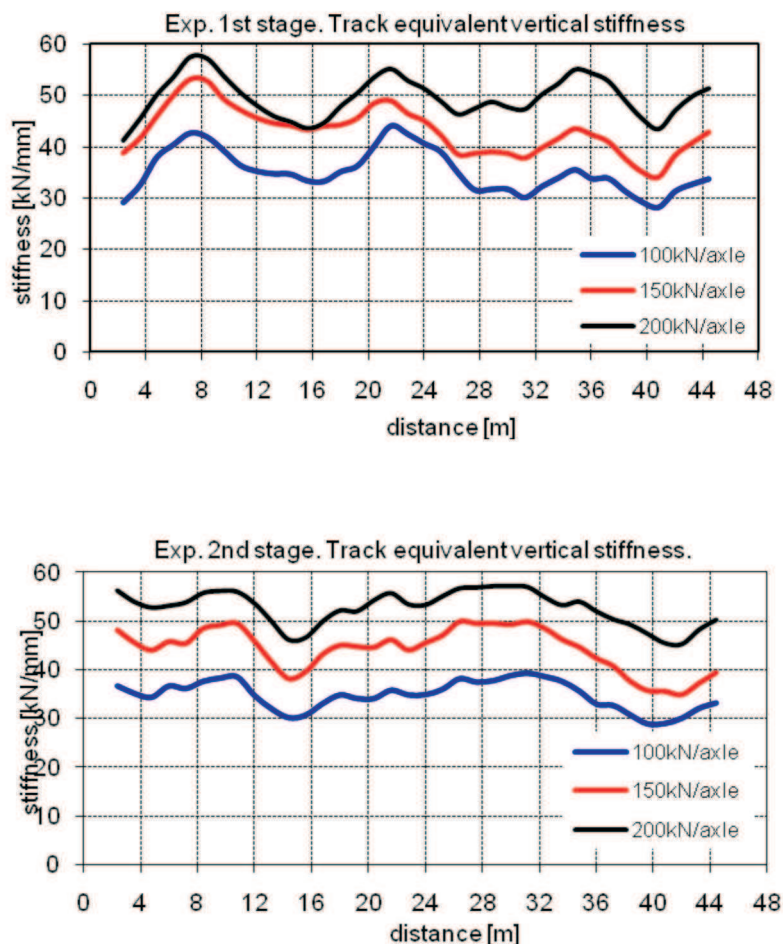 Exp. 1st stage. Track equivalent vertical stiffness
60
50
40
30
20
10
0
stiffness [kN/mm]
100kN/axle
150kN/axle
200kN/axle
0 4 8 12 16 20 24 28 32 36 40 44 48
distance [m]
Exp. 2nd stage. Track equivalent vertical stiffness.
60
50
40
30
20
10
0
stiffness [kN/mm]
100kN/axle
150kN/axle
200kN/axle
0 4 8 12 16 20 24 28 32 36 40 44 48
distance [m]